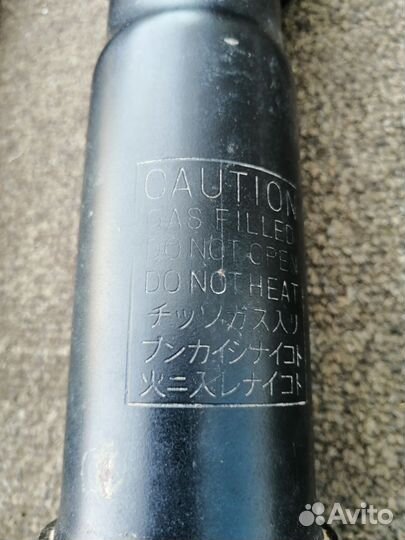 CAUTION
GAS FILLED
DO NOT OPEN
DO NOT HEAT
チッソガス入リ
ブンカイシナイコト
火ニ入レナイコト
Avito